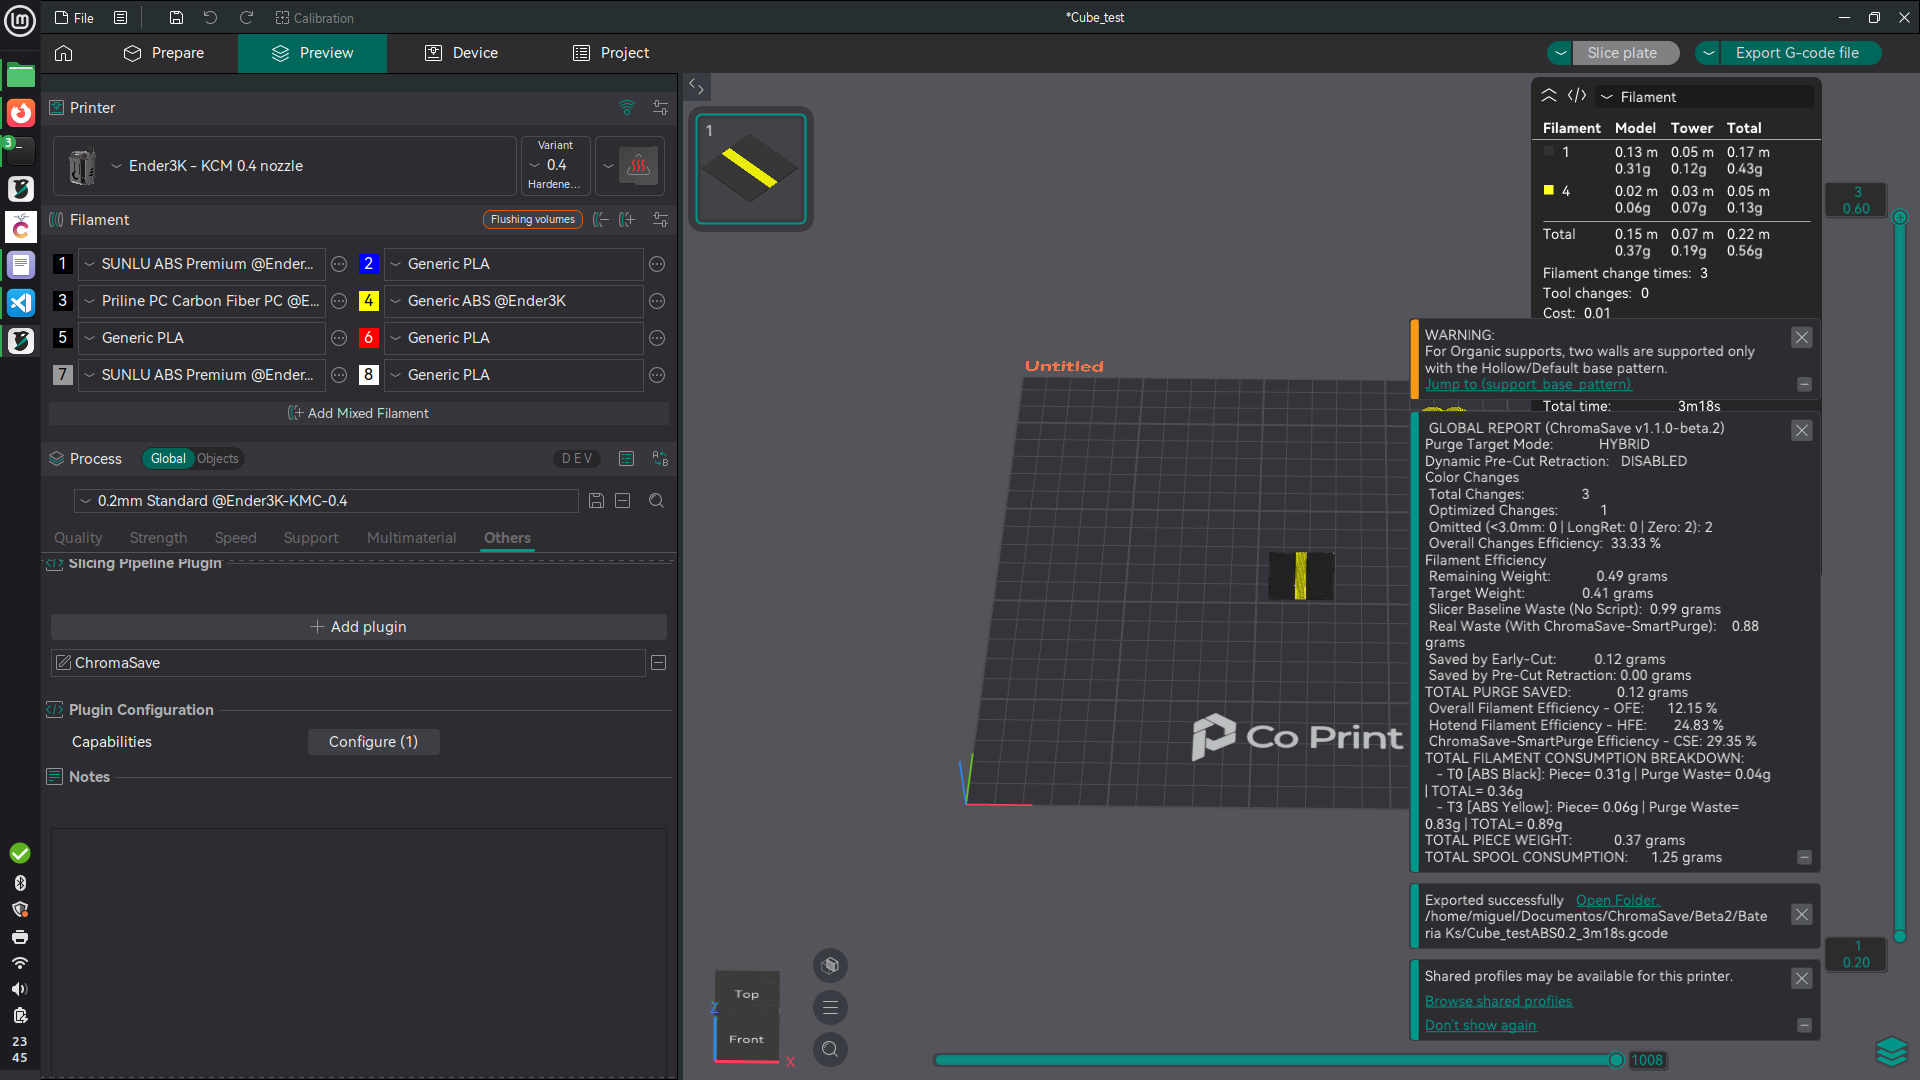 File
Calibration
*Cube_test
Prepare
Preview
Device
Project
Slice plate
Export G-code file
Printer
Ender3K - KCM 0.4 nozzle
Variant
0.4
Hardene...
Filament
Flushing volumes
1 SUNLU ABS Premium @Ender...
2 Generic PLA
3 Priline PC Carbon Fiber PC @E...
4 Generic ABS @Ender3K
5 Generic PLA
6 Generic PLA
7 SUNLU ABS Premium @Ender...
8 Generic PLA
Add Mixed Filament
Process
Global
Objects
DEV
0.2mm Standard @Ender3K-KMC-0.4
Quality
Strength
Speed
Support
Multimaterial
Others
Slicing Pipeline Plugin
Add plugin
ChromaSave
Plugin Configuration
Capabilities
Configure (1)
Notes
3
23
45
1
Untitled
Co Print
Top
Front
Z
X
1008
Filament
Filament Model Tower Total
1 0.13 m 0.05 m 0.17 m
0.31g 0.12g 0.43g
4 0.02 m 0.03 m 0.05 m
0.06g 0.07g 0.13g
Total 0.15 m 0.07 m 0.22 m
0.37g 0.19g 0.56g
Filament change times: 3
Tool changes: 0
Cost: 0.01
3
0.60
WARNING:
For Organic supports, two walls are supported only
with the Hollow/Default base pattern.
Jump to (support_base_pattern)
Total time: 3m18s
GLOBAL REPORT (ChromaSave v1.1.0-beta.2)
Purge Target Mode: HYBRID
Dynamic Pre-Cut Retraction: DISABLED
Color Changes
Total Changes: 3
Optimized Changes: 1
Omitted (<3.0mm: 0 | LongRet: 0 | Zero: 2): 2
Overall Changes Efficiency: 33.33 %
Filament Efficiency
Remaining Weight: 0.49 grams
Target Weight: 0.41 grams
Slicer Baseline Waste (No Script): 0.99 grams
Real Waste (With ChromaSave-SmartPurge): 0.88
grams
Saved by Early-Cut: 0.12 grams
Saved by Pre-Cut Retraction: 0.00 grams
TOTAL PURGE SAVED: 0.12 grams
Overall Filament Efficiency - OFE: 12.15 %
Hotend Filament Efficiency - HFE: 24.83 %
ChromaSave-SmartPurge Efficiency - CSE: 29.35 %
TOTAL FILAMENT CONSUMPTION BREAKDOWN:
- T0 [ABS Black]: Piece= 0.31g | Purge Waste= 0.04g
| TOTAL= 0.36g
- T3 [ABS Yellow]: Piece= 0.06g | Purge Waste=
0.83g | TOTAL= 0.89g
TOTAL PIECE WEIGHT: 0.37 grams
TOTAL SPOOL CONSUMPTION: 1.25 grams
Exported successfully Open Folder.
/home/miguel/Documentos/ChromaSave/Beta2/Bate
ria Ks/Cube_testABS0.2_3m18s.gcode
1
0.20
Shared profiles may be available for this printer.
Browse shared profiles
Don't show again